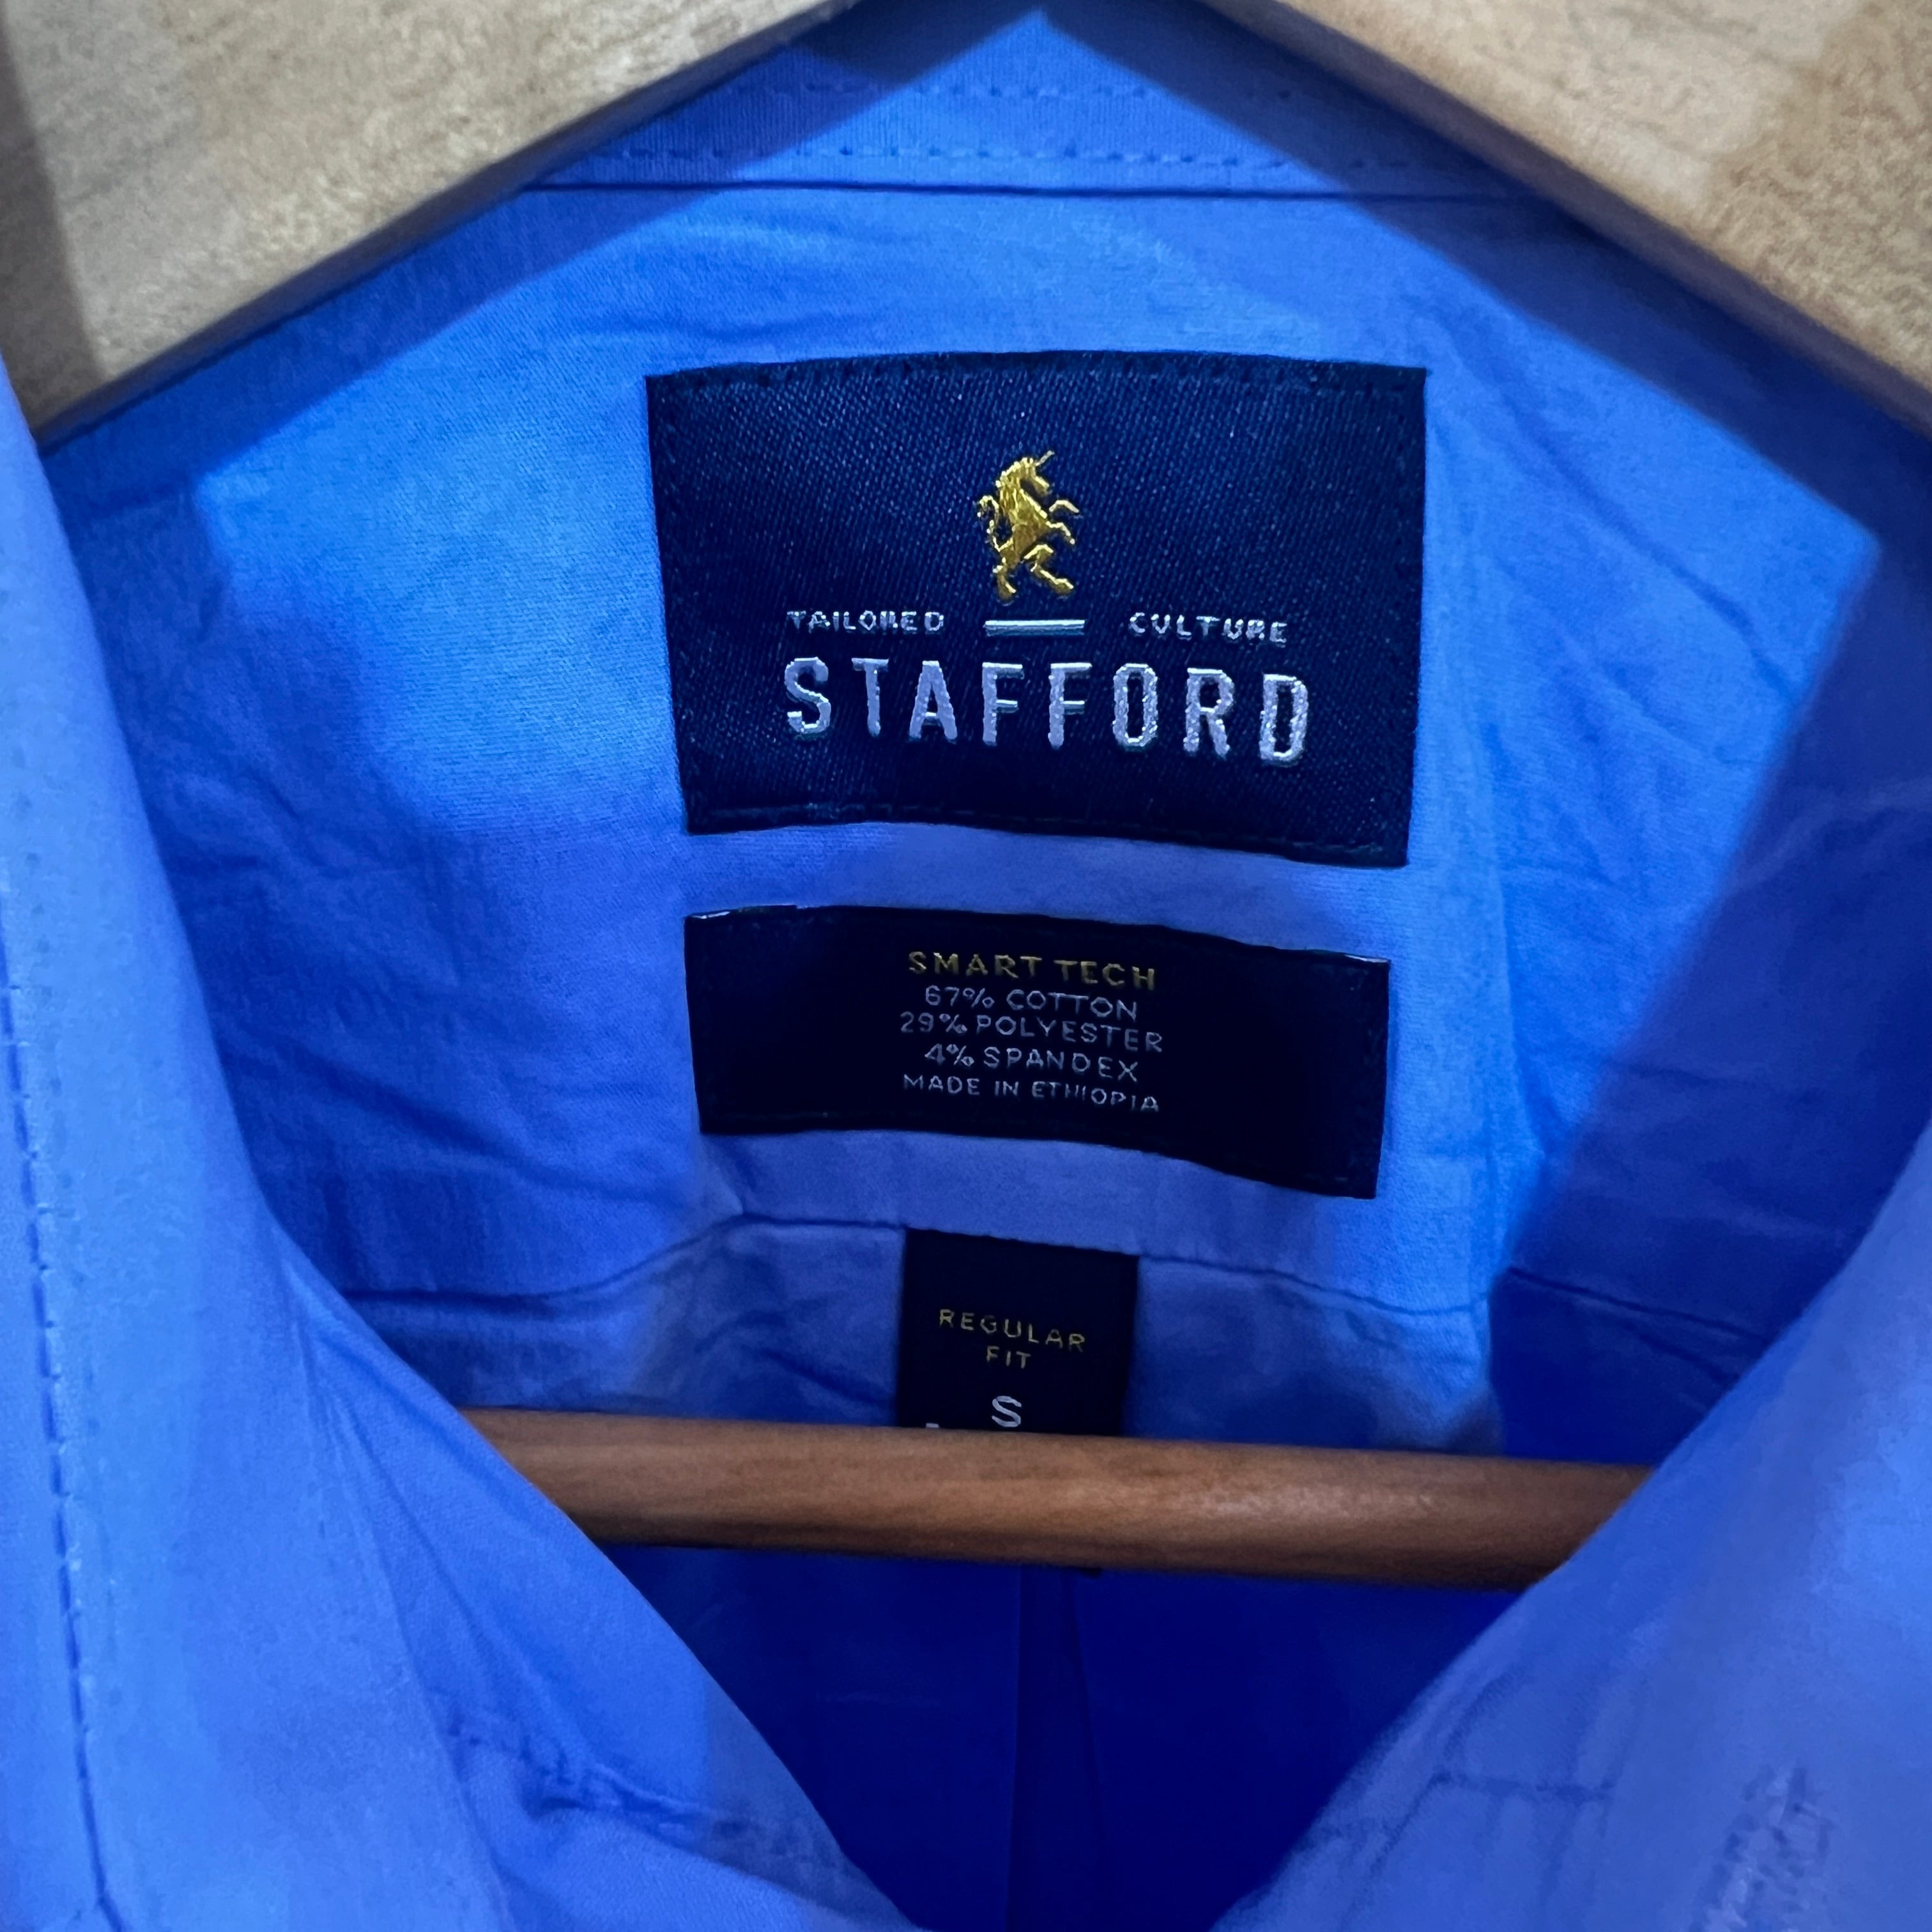 TAILORED CULTURE
STAFFORD
SMART TECH
67% COTTON
29% POLYESTER
4% SPANDEX
MADE IN ETHIOPIA
REGULAR
FIT
S